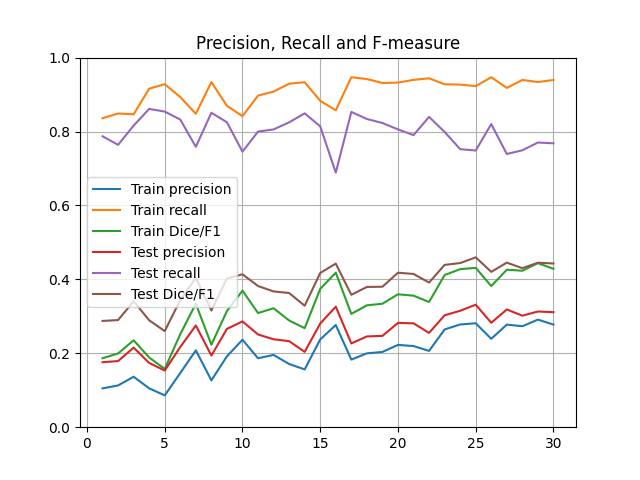 Precision, Recall and F-measure
1.0
0.8
0.6
0.4
0.2
0.0
Train precision
Train recall
Train Dice/F1
Test precision
Test recall
Test Dice/F1
0 5 10 15 20 25 30